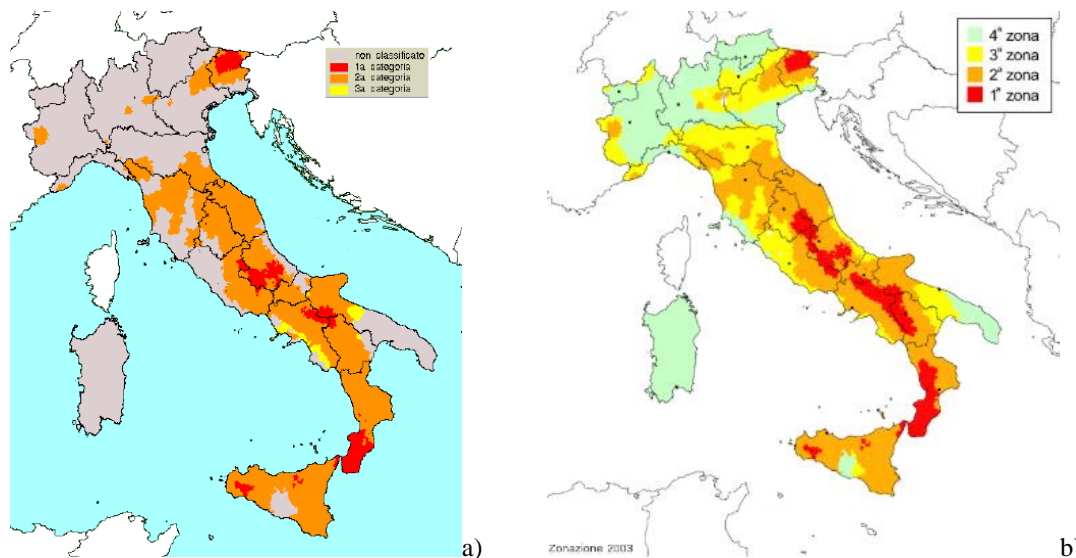 non classificato
1a categoria
2a categoria
3a categoria
a)
4ª zona
3ª zona
2ª zona
1ª zona
Zonazione 2003
b)